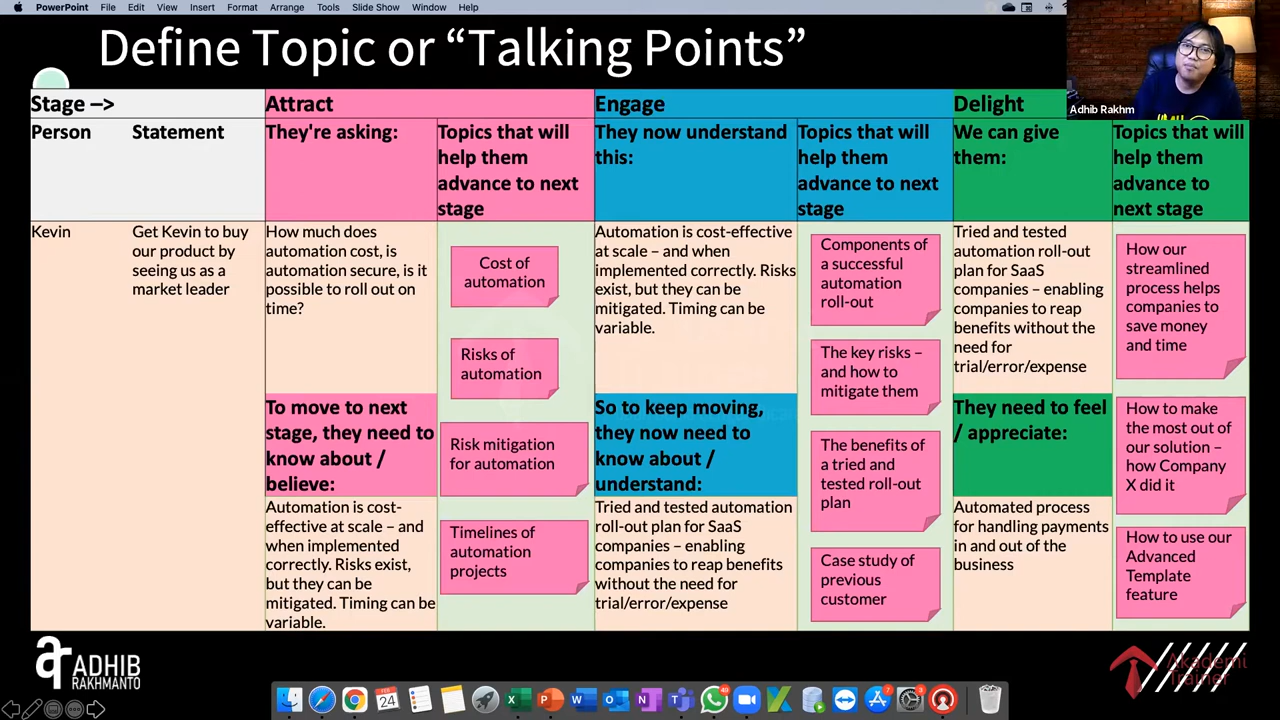 PowerPoint File Edit View Insert Format Arrange Tools Slide Show Window Help
Define Topic or “Talking Points”
Adhib Rakhm
Stage –>
Attract
Engage
Delight
Person
Statement
They're asking:
Topics that will
help them
advance to next
stage
They now understand
this:
Topics that will
help them
advance to next
stage
We can give
them:
Topics that will
help them
advance to
next stage
Kevin
Get Kevin to buy
our product by
seeing us as a
market leader
How much does
automation cost, is
automation secure, is it
possible to roll out on
time?
Cost of
automation
Risks of
automation
Automation is cost-effective
at scale – and when
implemented correctly. Risks
exist, but they can be
mitigated. Timing can be
variable.
Components of
a successful
automation
roll-out
The key risks –
and how to
mitigate them
Tried and tested
automation roll-out
plan for SaaS
companies – enabling
companies to reap
benefits without the
need for
trial/error/expense
How our
streamlined
process helps
companies to
save money
and time
To move to next
stage, they need to
know about /
believe:
Risk mitigation
for automation
So to keep moving,
they now need to
know about /
understand:
The benefits of
a tried and
tested roll-out
plan
They need to feel
/ appreciate:
How to make
the most out of
our solution –
how Company
X did it
Automation is cost-
effective at scale – and
when implemented
correctly. Risks exist,
but they can be
mitigated. Timing can be
variable.
Timelines of
automation
projects
Tried and tested automation
roll-out plan for SaaS
companies – enabling
companies to reap benefits
without the need for
trial/error/expense
Case study of
previous
customer
Automated process
for handling payments
in and out of the
business
How to use our
Advanced
Template
feature
ADHIB
RAKHMANTO
Akademi
Trainer
FEB
24